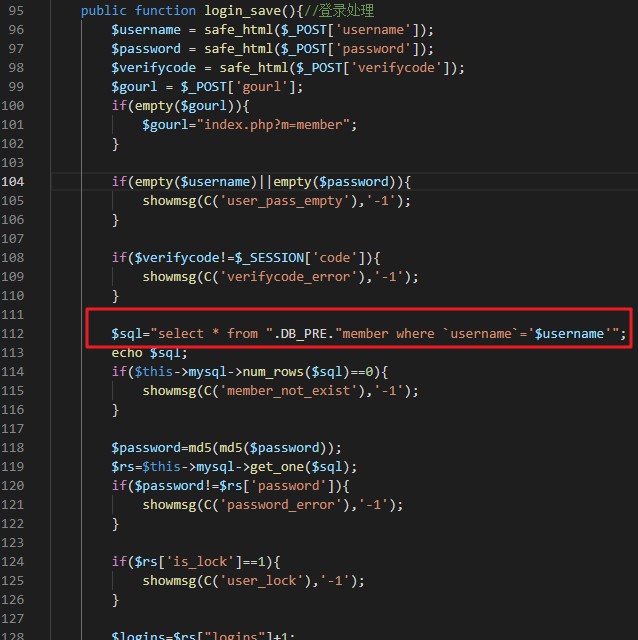 95 public function login_save(){//登录处理
96 $username = safe_html($_POST['username']);
97 $password = safe_html($_POST['password']);
98 $verifycode = safe_html($_POST['verifycode']);
99 $gourl = $_POST['gourl'];
100 if(empty($gourl)){
101 $gourl="index.php?m=member";
102 }
103
104 if(empty($username)||empty($password)){
105 showmsg(C('user_pass_empty'),'-1');
106 }
107
108 if($verifycode!=$_SESSION['code']){
109 showmsg(C('verifycode_error'),'-1');
110 }
111
112 $sql="select * from ".DB_PRE."member where `username`='$username'";
113 echo $sql;
114 if($this->mysql->num_rows($sql)==0){
115 showmsg(C('member_not_exist'),'-1');
116 }
117
118 $password=md5(md5($password));
119 $rs=$this->mysql->get_one($sql);
120 if($password!=$rs['password']){
121 showmsg(C('password_error'),'-1');
122 }
123
124 if($rs['is_lock']==1){
125 showmsg(C('user_lock'),'-1');
126 }
127
128 $logins=$rs["logins"]+1;